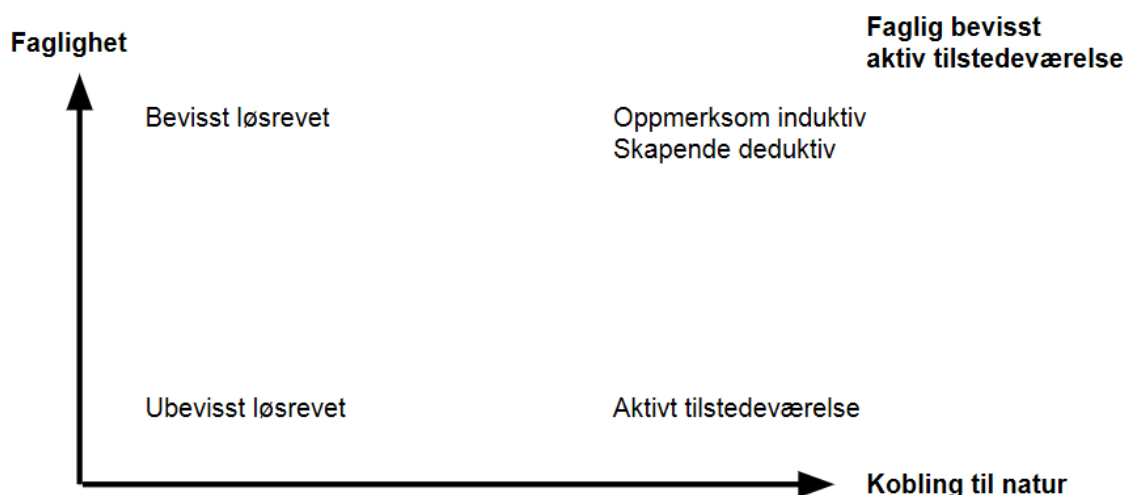 Faglighet
Faglig bevisst
aktiv tilstedeværelse
Bevisst løsrevet
Oppmerksom induktiv
Skapende deduktiv
Ubevisst løsrevet
Aktivt tilstedeværelse
Kobling til natur